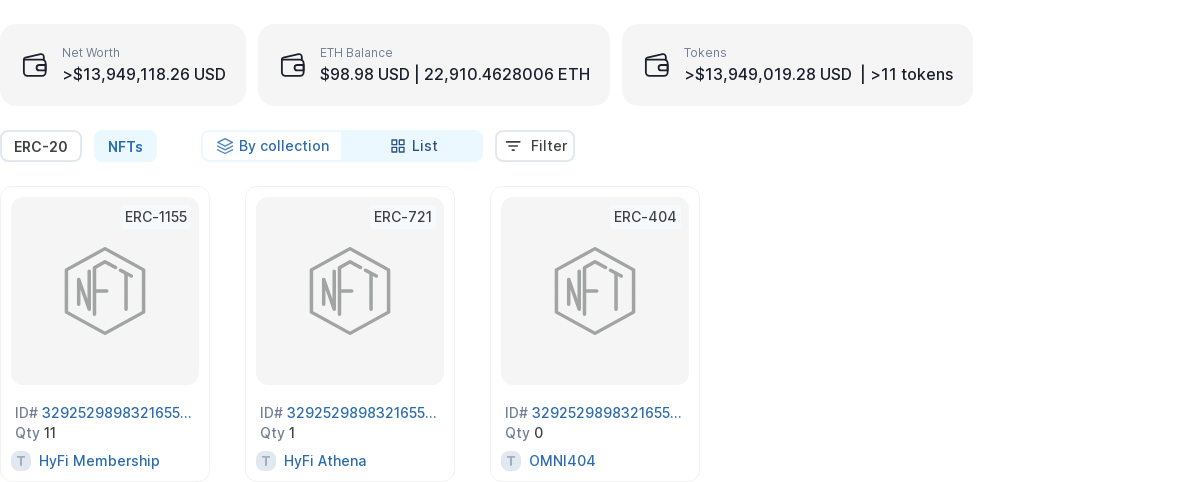 Net Worth
>$13,949,118.26 USD
ETH Balance
$98.98 USD | 22,910.4628006 ETH
Tokens
>$13,949,019.28 USD | >11 tokens
ERC-20
NFTs
By collection
List
Filter
ERC-1155
NFT
ID# 3292529898321655...
Qty 11
T HyFi Membership
ERC-721
NFT
ID# 3292529898321655...
Qty 1
T HyFi Athena
ERC-404
NFT
ID# 3292529898321655...
Qty 0
T OMNI404